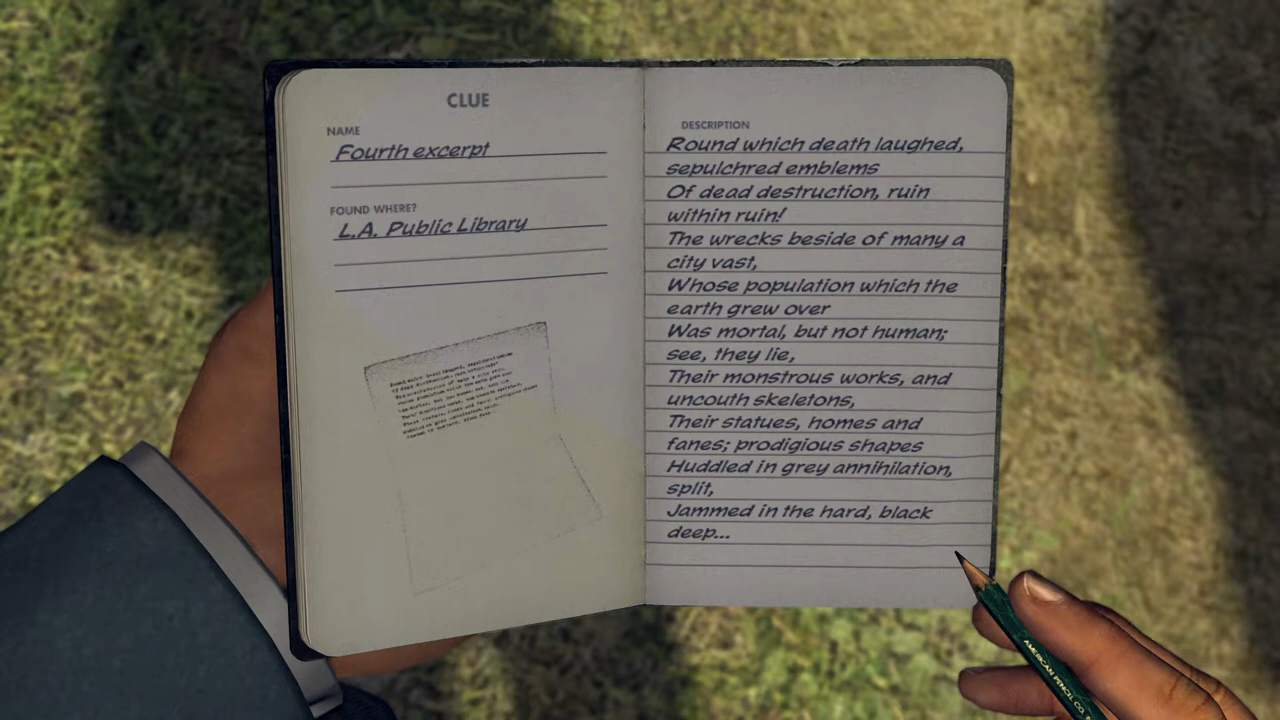 CLUE
NAME
Fourth excerpt
FOUND WHERE?
L.A. Public Library
DESCRIPTION
Round which death laughed,
sepulchred emblems
Of dead destruction, ruin
within ruin!
The wrecks beside of many a
city vast,
Whose population which the
earth grew over
Was mortal, but not human;
see, they lie,
Their monstrous works, and
uncouth skeletons,
Their statues, homes and
fanes; prodigious shapes
Huddled in grey annihilation,
split,
Jammed in the hard, black
deep...
AMERICAN PENCIL CO.